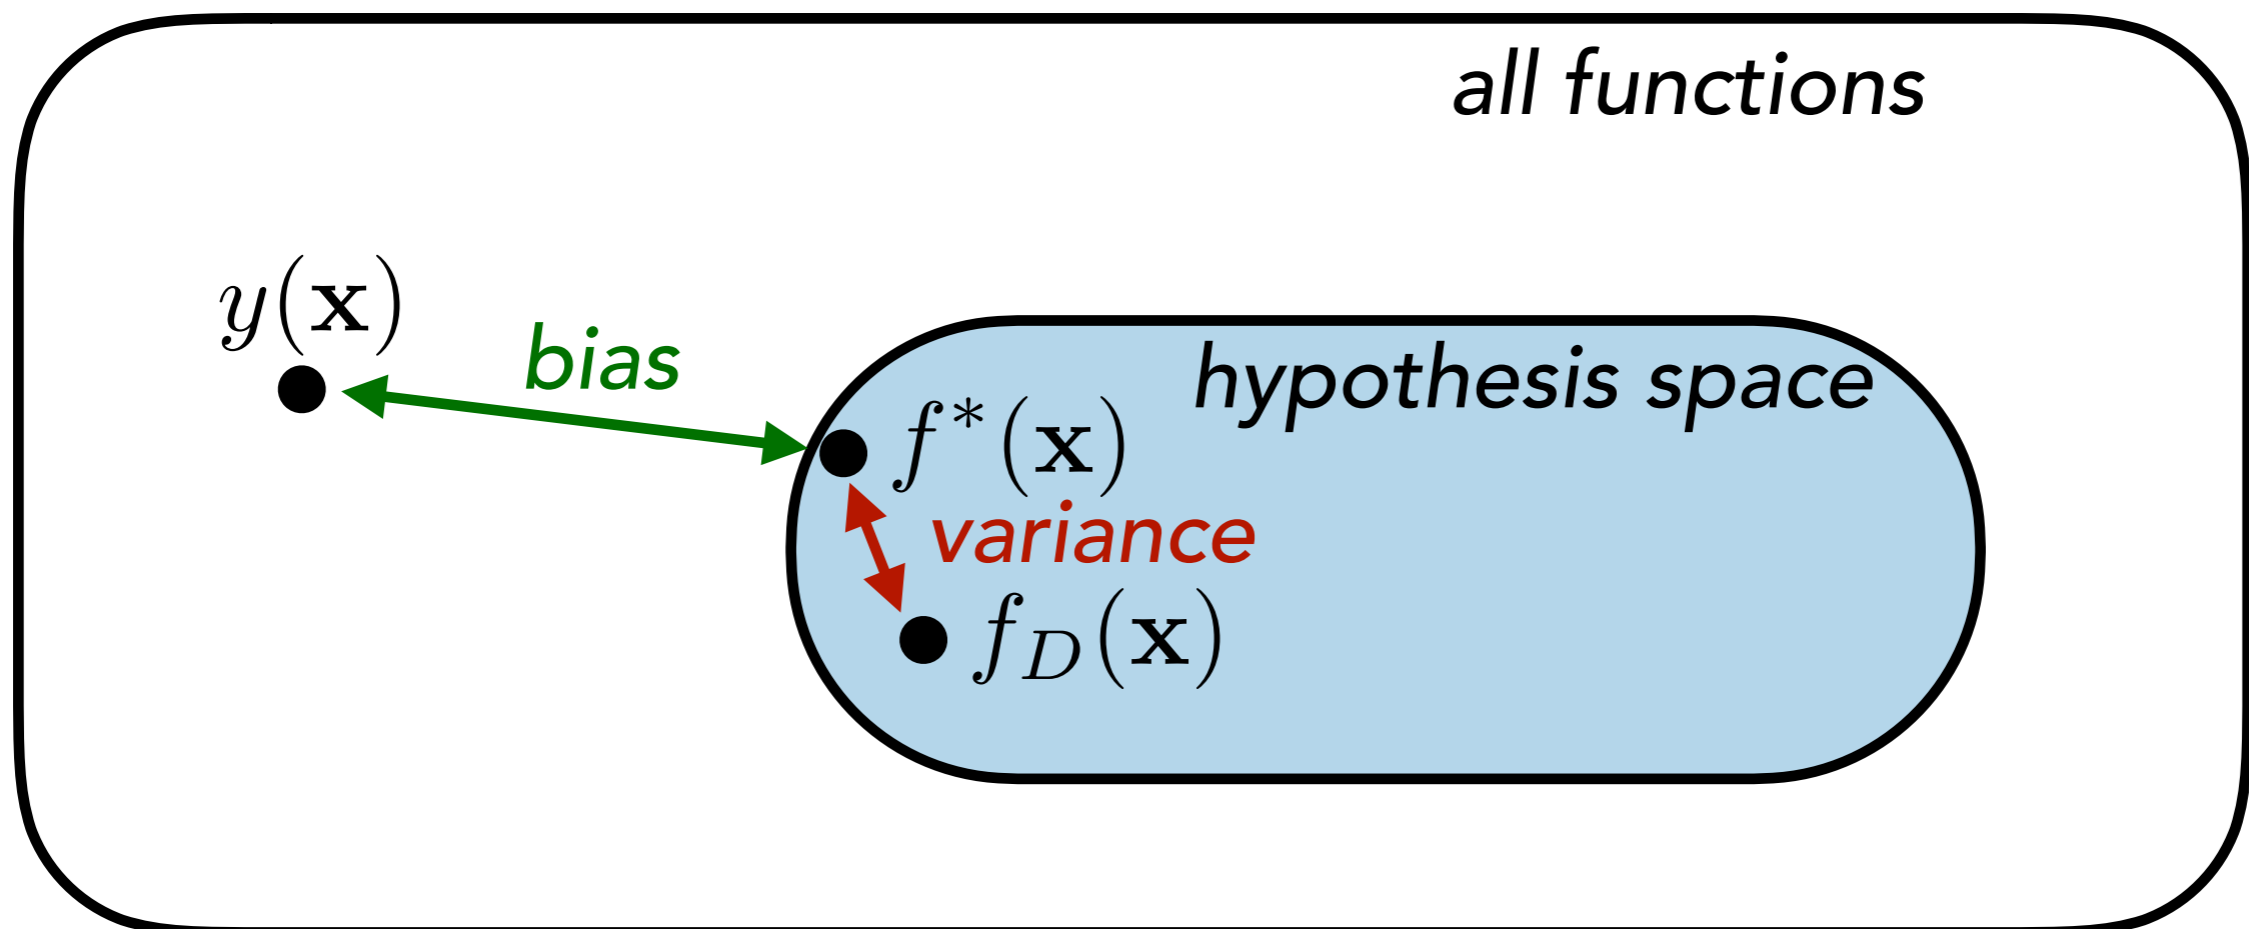 all functions
y(x)
bias
hypothesis space
f*(x)
variance
f_D(x)